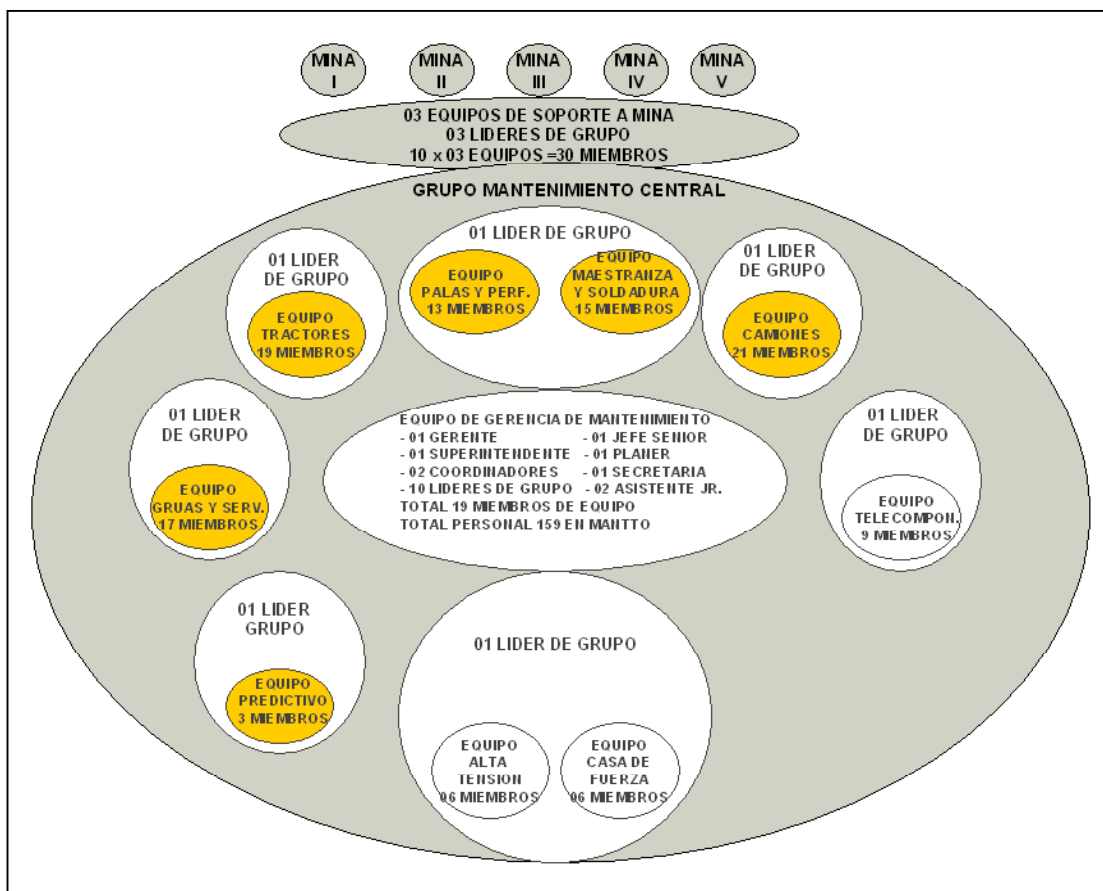 MINA
I
MINA
II
MINA
III
MINA
IV
MINA
V
03 EQUIPOS DE SOPORTE A MINA
03 LIDERES DE GRUPO
10 x 03 EQUIPOS =30 MIEMBROS
GRUPO MANTENIMIENTO CENTRAL
01 LIDER
DE GRUPO
EQUIPO
TRACTORES
19 MIEMBROS
01 LIDER DE GRUPO
EQUIPO
PALAS Y PERF.
13 MIEMBROS
EQUIPO
MAESTRANZA
Y SOLDADURA
15 MIEMBROS
01 LIDER
DE GRUPO
EQUIPO
CAMIONES
21 MIEMBROS
01 LIDER
DE GRUPO
EQUIPO
GRUAS Y SERV.
17 MIEMBROS
EQUIPO DE GERENCIA DE MANTENIMIENTO
- 01 GERENTE - 01 JEFE SENIOR
- 01 SUPERINTENDENTE - 01 PLANER
- 02 COORDINADORES - 01 SECRETARIA
- 10 LIDERES DE GRUPO - 02 ASISTENTE JR.
TOTAL 19 MIEMBROS DE EQUIPO
TOTAL PERSONAL 159 EN MANTTO
01 LIDER
DE GRUPO
EQUIPO
TELECOMPON.
9 MIEMBROS
01 LIDER
GRUPO
EQUIPO
PREDICTIVO
3 MIEMBROS
01 LIDER DE GRUPO
EQUIPO
ALTA
TENSION
06 MIEMBROS
EQUIPO
CASA DE
FUERZA
06 MIEMBROS